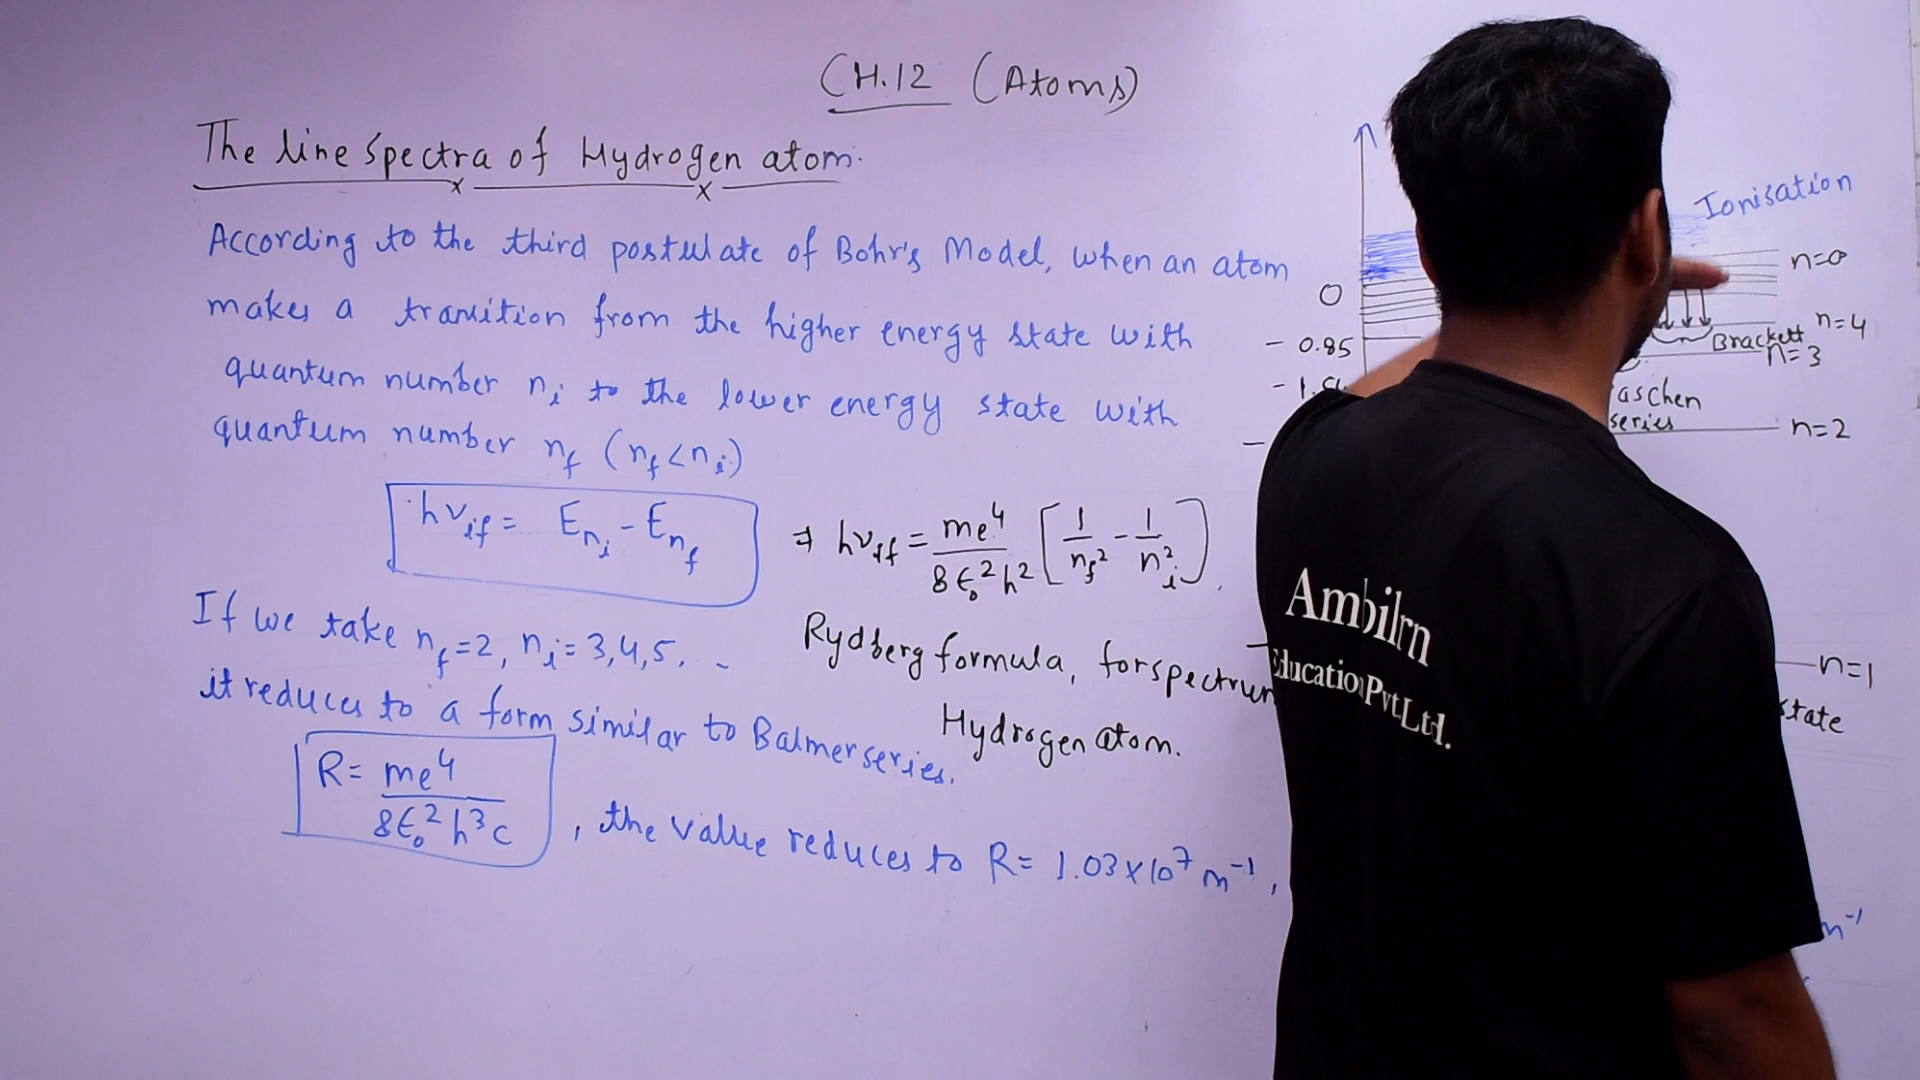 CH.12 (Atoms)
The line spectra of Hydrogen atom.
According to the third postulate of Bohr's Model, when an atom
makes a transition from the higher energy state with
quantum number nᵢ to the lower energy state with
quantum number n_f (n_f < nᵢ)
hν_if = E_nᵢ - E_n_f
⇒ hν_if = me⁴ / 8ε₀²h² [1/n_f² - 1/nᵢ²]
If we take n_f = 2, nᵢ = 3,4,5. -
it reduces to a form similar to Balmer series.
Rydberg formula, for spectrum
Hydrogen atom.
R = me⁴ / 8ε₀²h³c , the value reduces to R = 1.03×10⁷ m⁻¹,
Ionisation
n=0
0
n=4
- 0.85
Brackett
n=3
aschen
series
n=2
n=1
state
m⁻¹
Ambilrn
Education Pvt.Ltd.